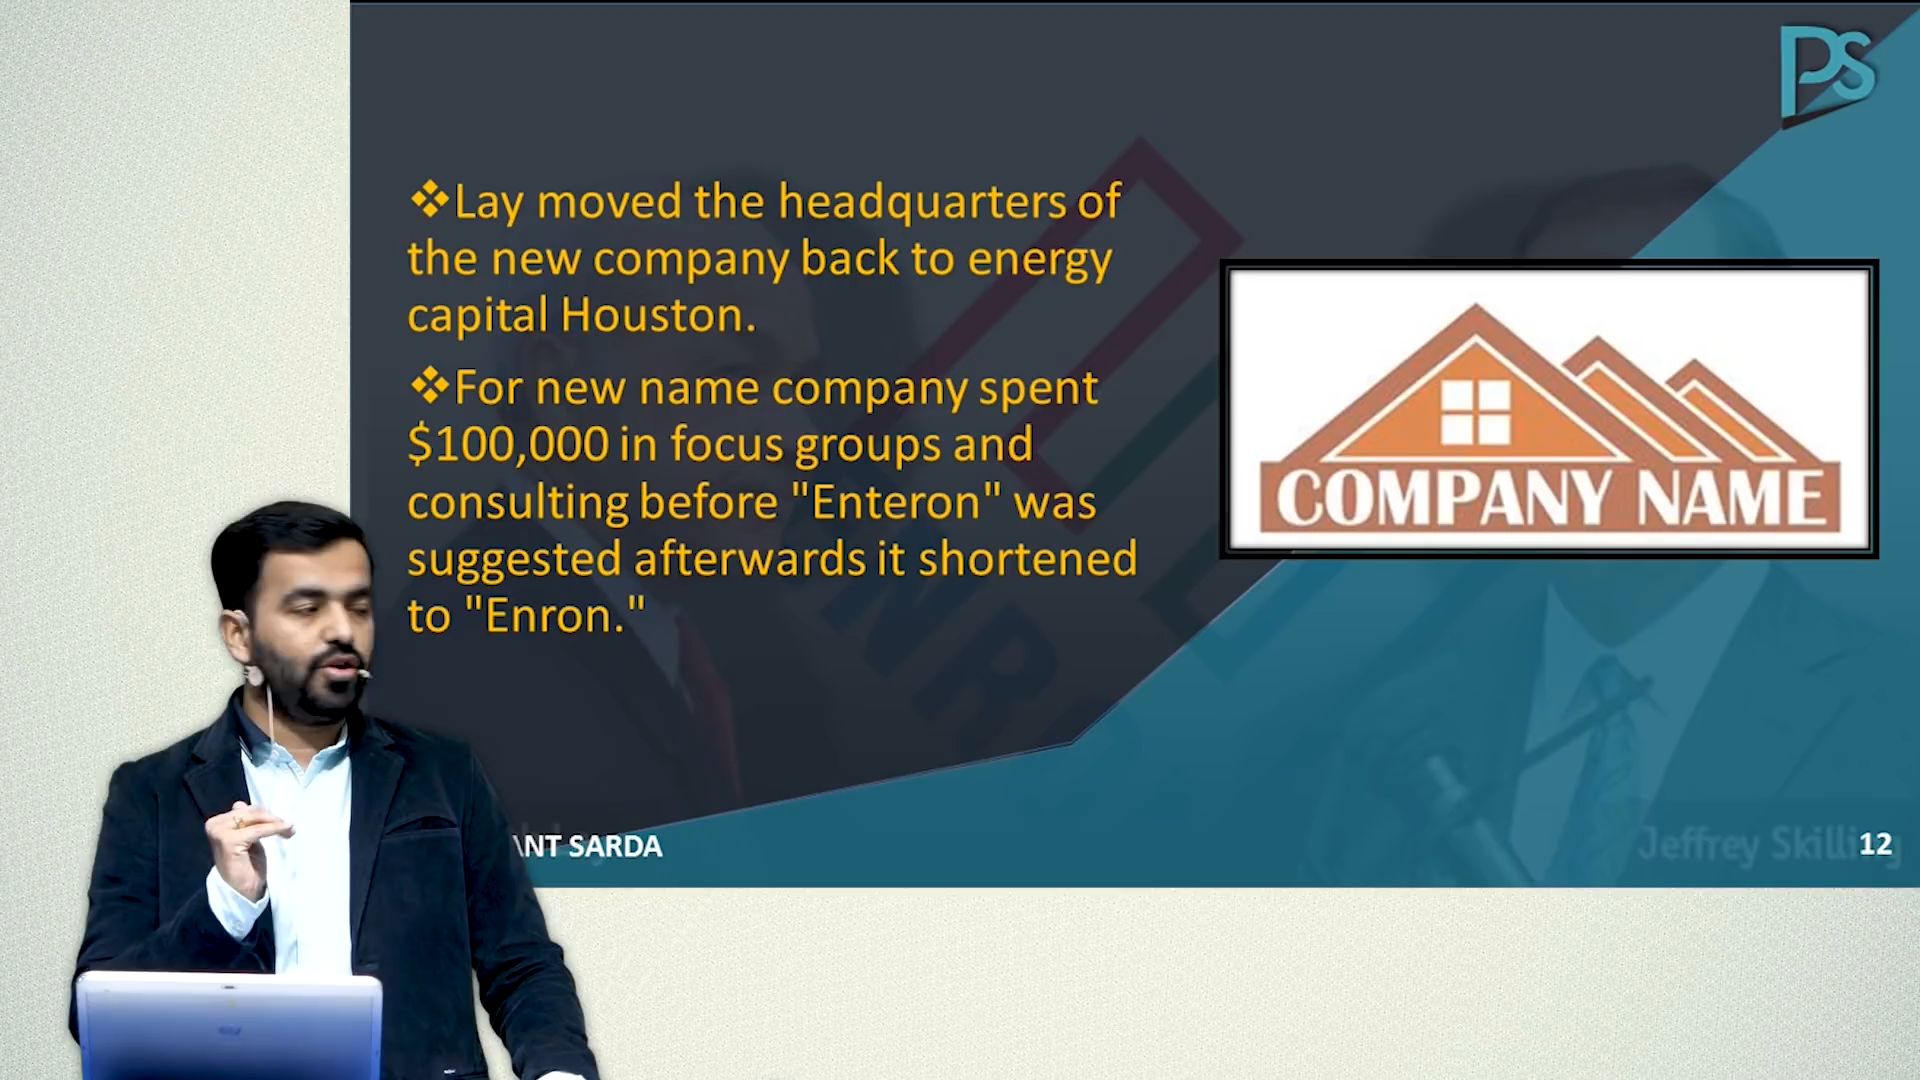 PS
❖Lay moved the headquarters of
the new company back to energy
capital Houston.
❖For new name company spent
$100,000 in focus groups and
consulting before "Enteron" was
suggested afterwards it shortened
to "Enron."
COMPANY NAME
ANT SARDA
Jeffrey Skilling
12